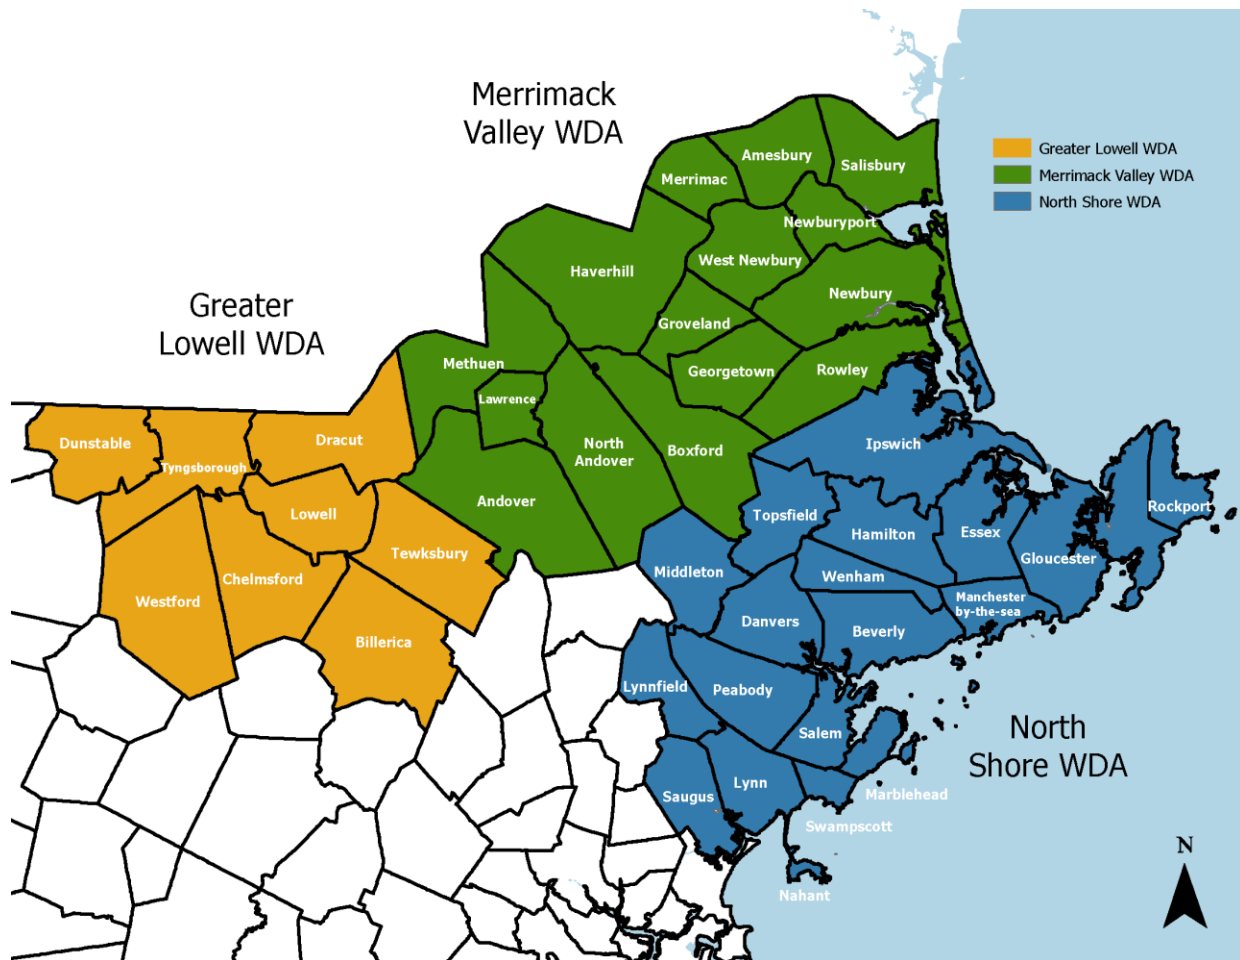 Merrimack
Valley WDA
Greater Lowell WDA
Merrimack Valley WDA
North Shore WDA
Amesbury
Salisbury
Merrimac
Newburyport
West Newbury
Haverhill
Newbury
Greater
Lowell WDA
Groveland
Methuen
Georgetown
Rowley
Lawrence
Dunstable
Dracut
Tyngsborough
North
Andover
Boxford
Ipswich
Andover
Lowell
Topsfield
Rockport
Hamilton
Essex
Tewksbury
Gloucester
Chelmsford
Middleton
Wenham
Westford
Manchester
by-the-sea
Danvers
Beverly
Billerica
Lynnfield
Peabody
Salem
North
Shore WDA
Saugus
Lynn
Marblehead
Swampscott
Nahant
N